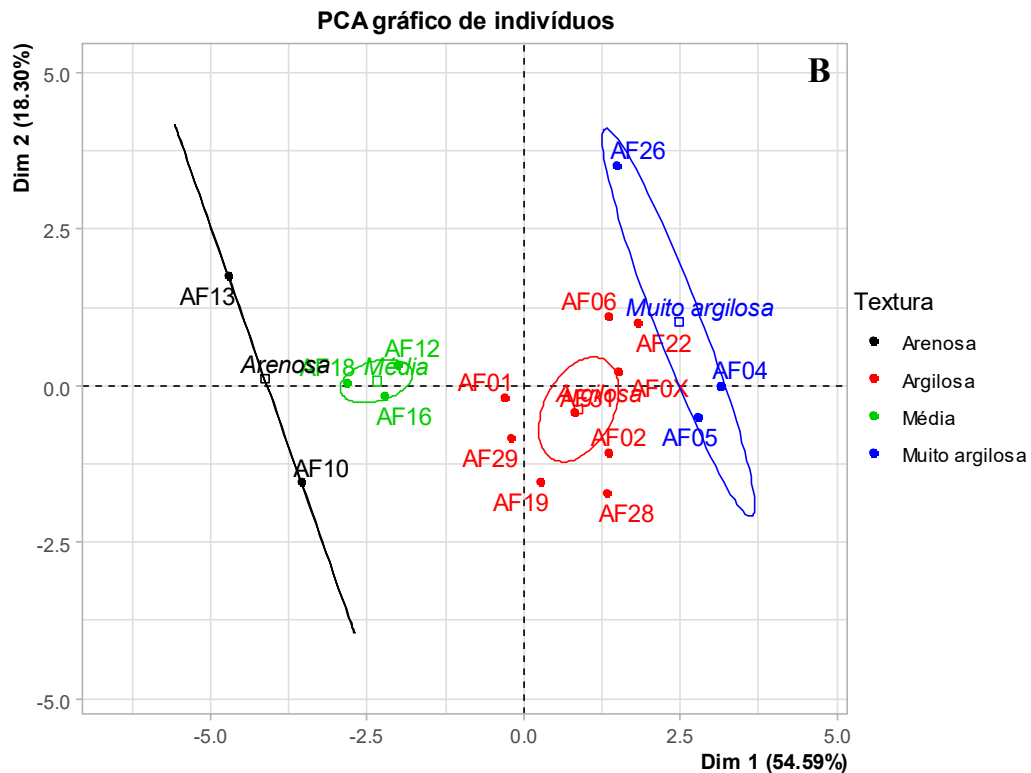 PCA gráfico de indivíduos
B
Dim 2 (18.30%)
5.0
2.5
0.0
-2.5
-5.0
AF26
AF13
AF06
Muito argilosa
AF22
AF12
Arenosa
AF18
Média
AF01
AF04
AF16
Argilosa
AF31
AF0X
AF02
AF05
AF29
AF10
AF19
AF28
-5.0
-2.5
0.0
2.5
5.0
Dim 1 (54.59%)
Textura
Arenosa
Argilosa
Média
Muito argilosa